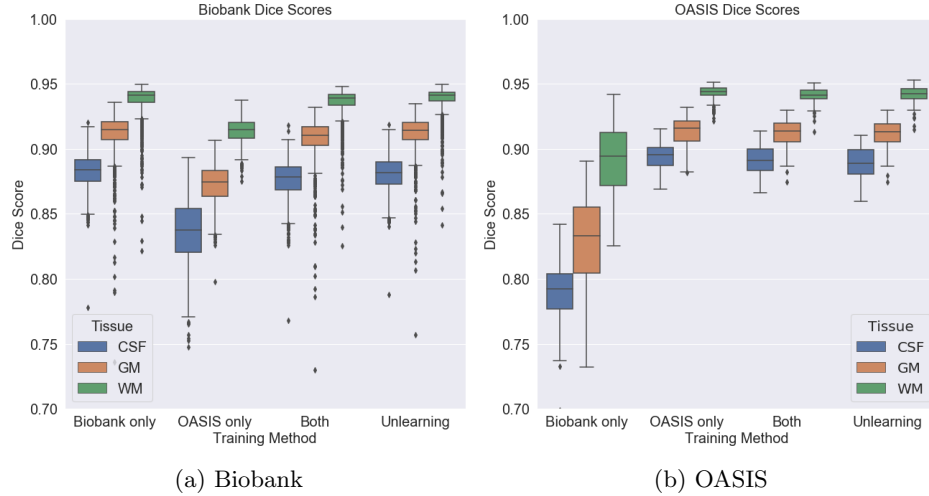 Biobank Dice Scores
1.00
0.95
0.90
0.85
0.80
0.75
0.70
Dice Score
Tissue
CSF
GM
WM
Biobank only
OASIS only
Both
Unlearning
Training Method
(a) Biobank
OASIS Dice Scores
1.00
0.95
0.90
0.85
0.80
0.75
0.70
Dice Score
Tissue
CSF
GM
WM
Biobank only
OASIS only
Both
Unlearning
Training Method
(b) OASIS